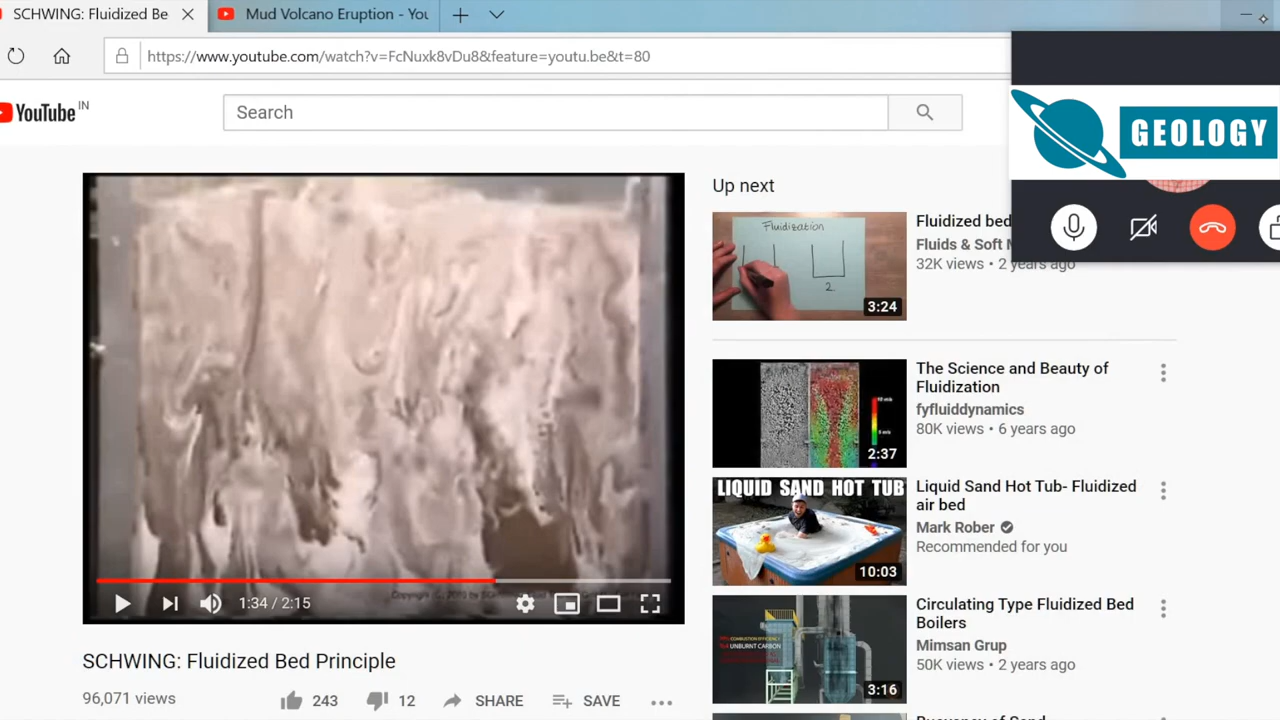 SCHWING: Fluidized Be
Mud Volcano Eruption - You
https://www.youtube.com/watch?v=FcNuxk8vDu8&feature=youtu.be&t=80
YouTube IN
Search
GEOLOGY
Up next
Fluidization
2
3:24
Fluidized bed
Fluids & Soft M
32K views • 2 years ago
2:37
The Science and Beauty of
Fluidization
fyfluiddynamics
80K views • 6 years ago
LIQUID SAND HOT TUB
10:03
Liquid Sand Hot Tub- Fluidized
air bed
Mark Rober
Recommended for you
UNBURNT CARBON
3:16
Circulating Type Fluidized Bed
Boilers
Mimsan Grup
50K views • 2 years ago
1:34 / 2:15
SCHWING: Fluidized Bed Principle
96,071 views
243
12
SHARE
SAVE